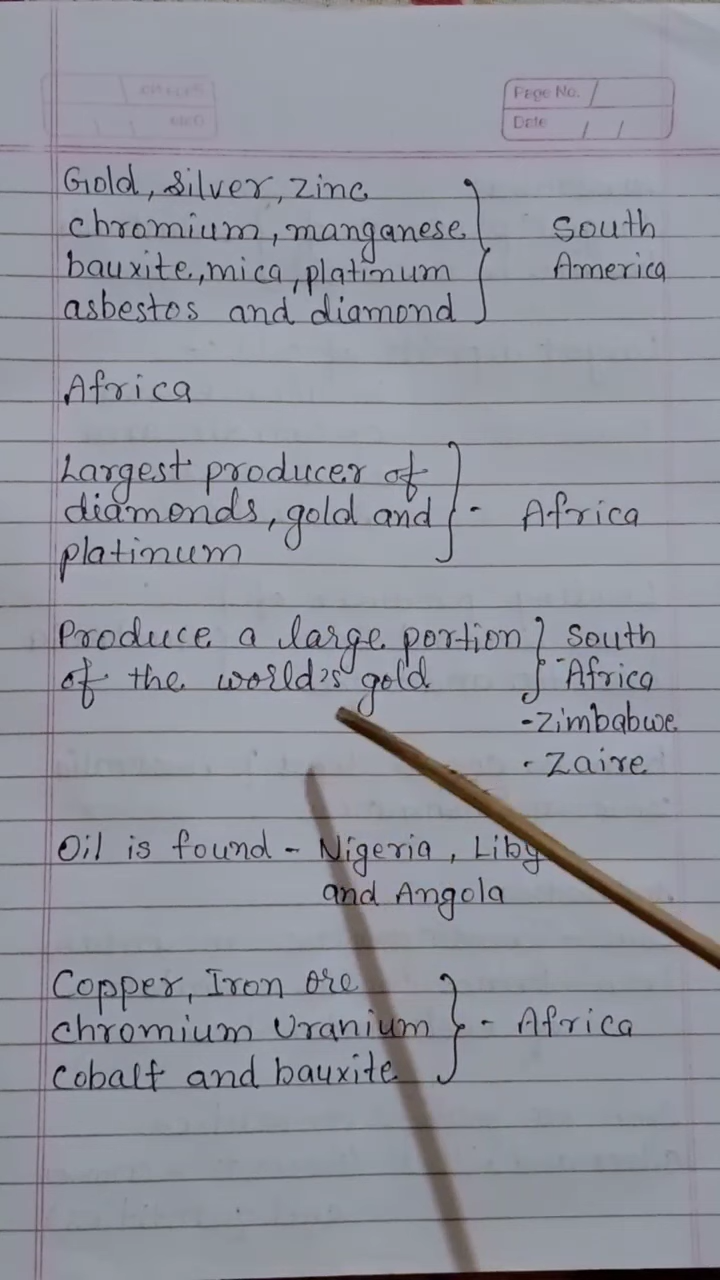 Page No.
Date / /
Gold, silver, zinc
chromium, manganese
bauxite, mica, platinum
asbestos and diamond
South
America
Africa
Largest producer of
diamonds, gold and
platinum
- Africa
Produce a large portion
of the world's gold
South
- Africa
- Zimbabwe
- Zaire
Oil is found - Nigeria, Liby
and Angola
Copper, Iron ore
chromium Uranium
Cobalt and bauxite
- Africa